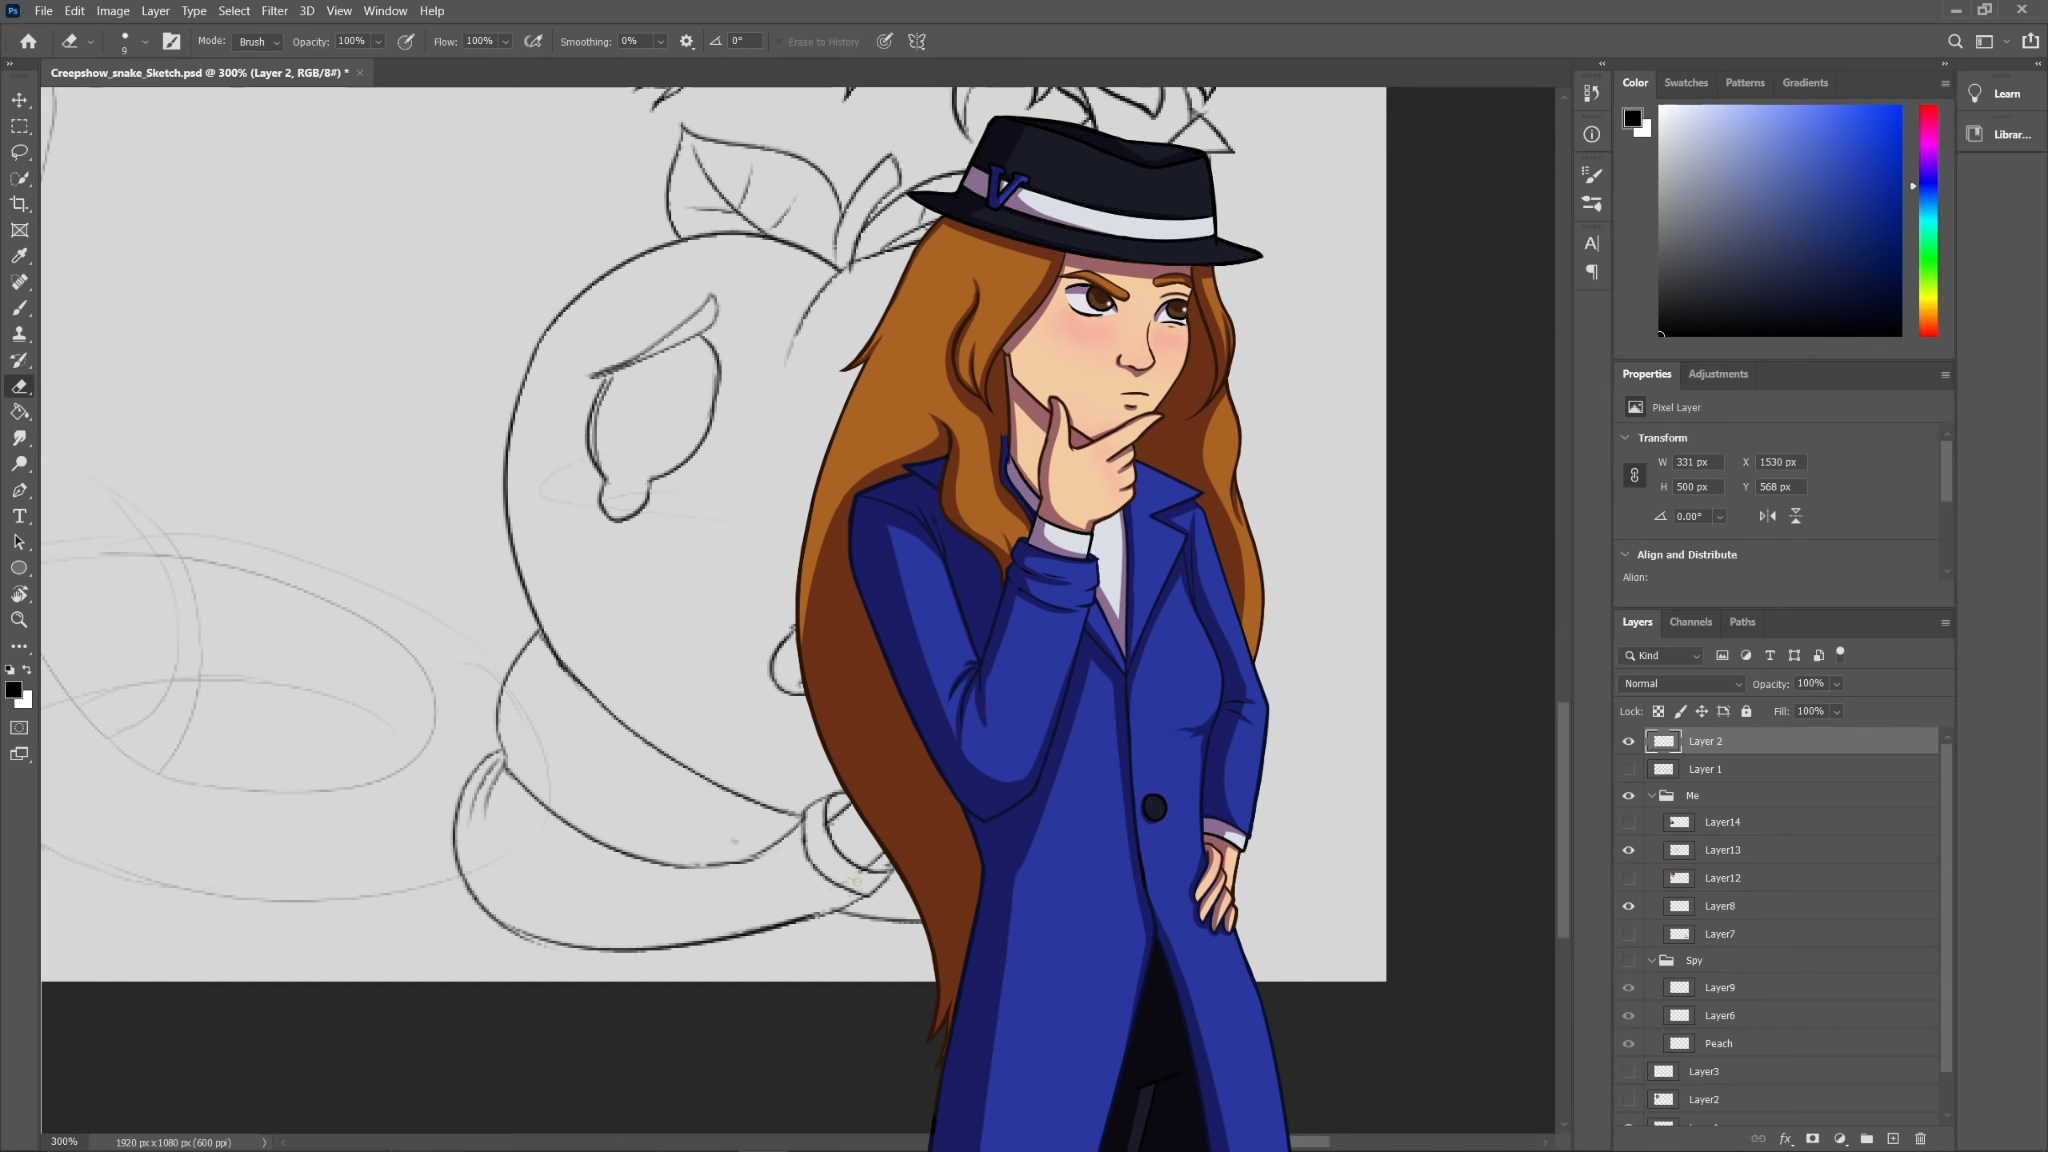 Ps File Edit Image Layer Type Select Filter 3D View Window Help
9 Mode: Brush Opacity: 100% Flow: 100% Smoothing: 0% 0° Erase to History
Creepshow_snake_Sketch.psd @ 300% (Layer 2, RGB/8#) * ×
V
Color Swatches Patterns Gradients
Learn
Librar...
Properties Adjustments
Pixel Layer
Transform
W 331 px X 1530 px
H 500 px Y 568 px
0.00°
Align and Distribute
Align:
Layers Channels Paths
Kind
Normal Opacity: 100%
Lock: Fill: 100%
Layer 2
Layer 1
Me
Layer14
Layer13
Layer12
Layer8
Layer7
Spy
Layer9
Layer6
Peach
Layer3
Layer2
fx
300% 1920 px x 1080 px (600 ppi)